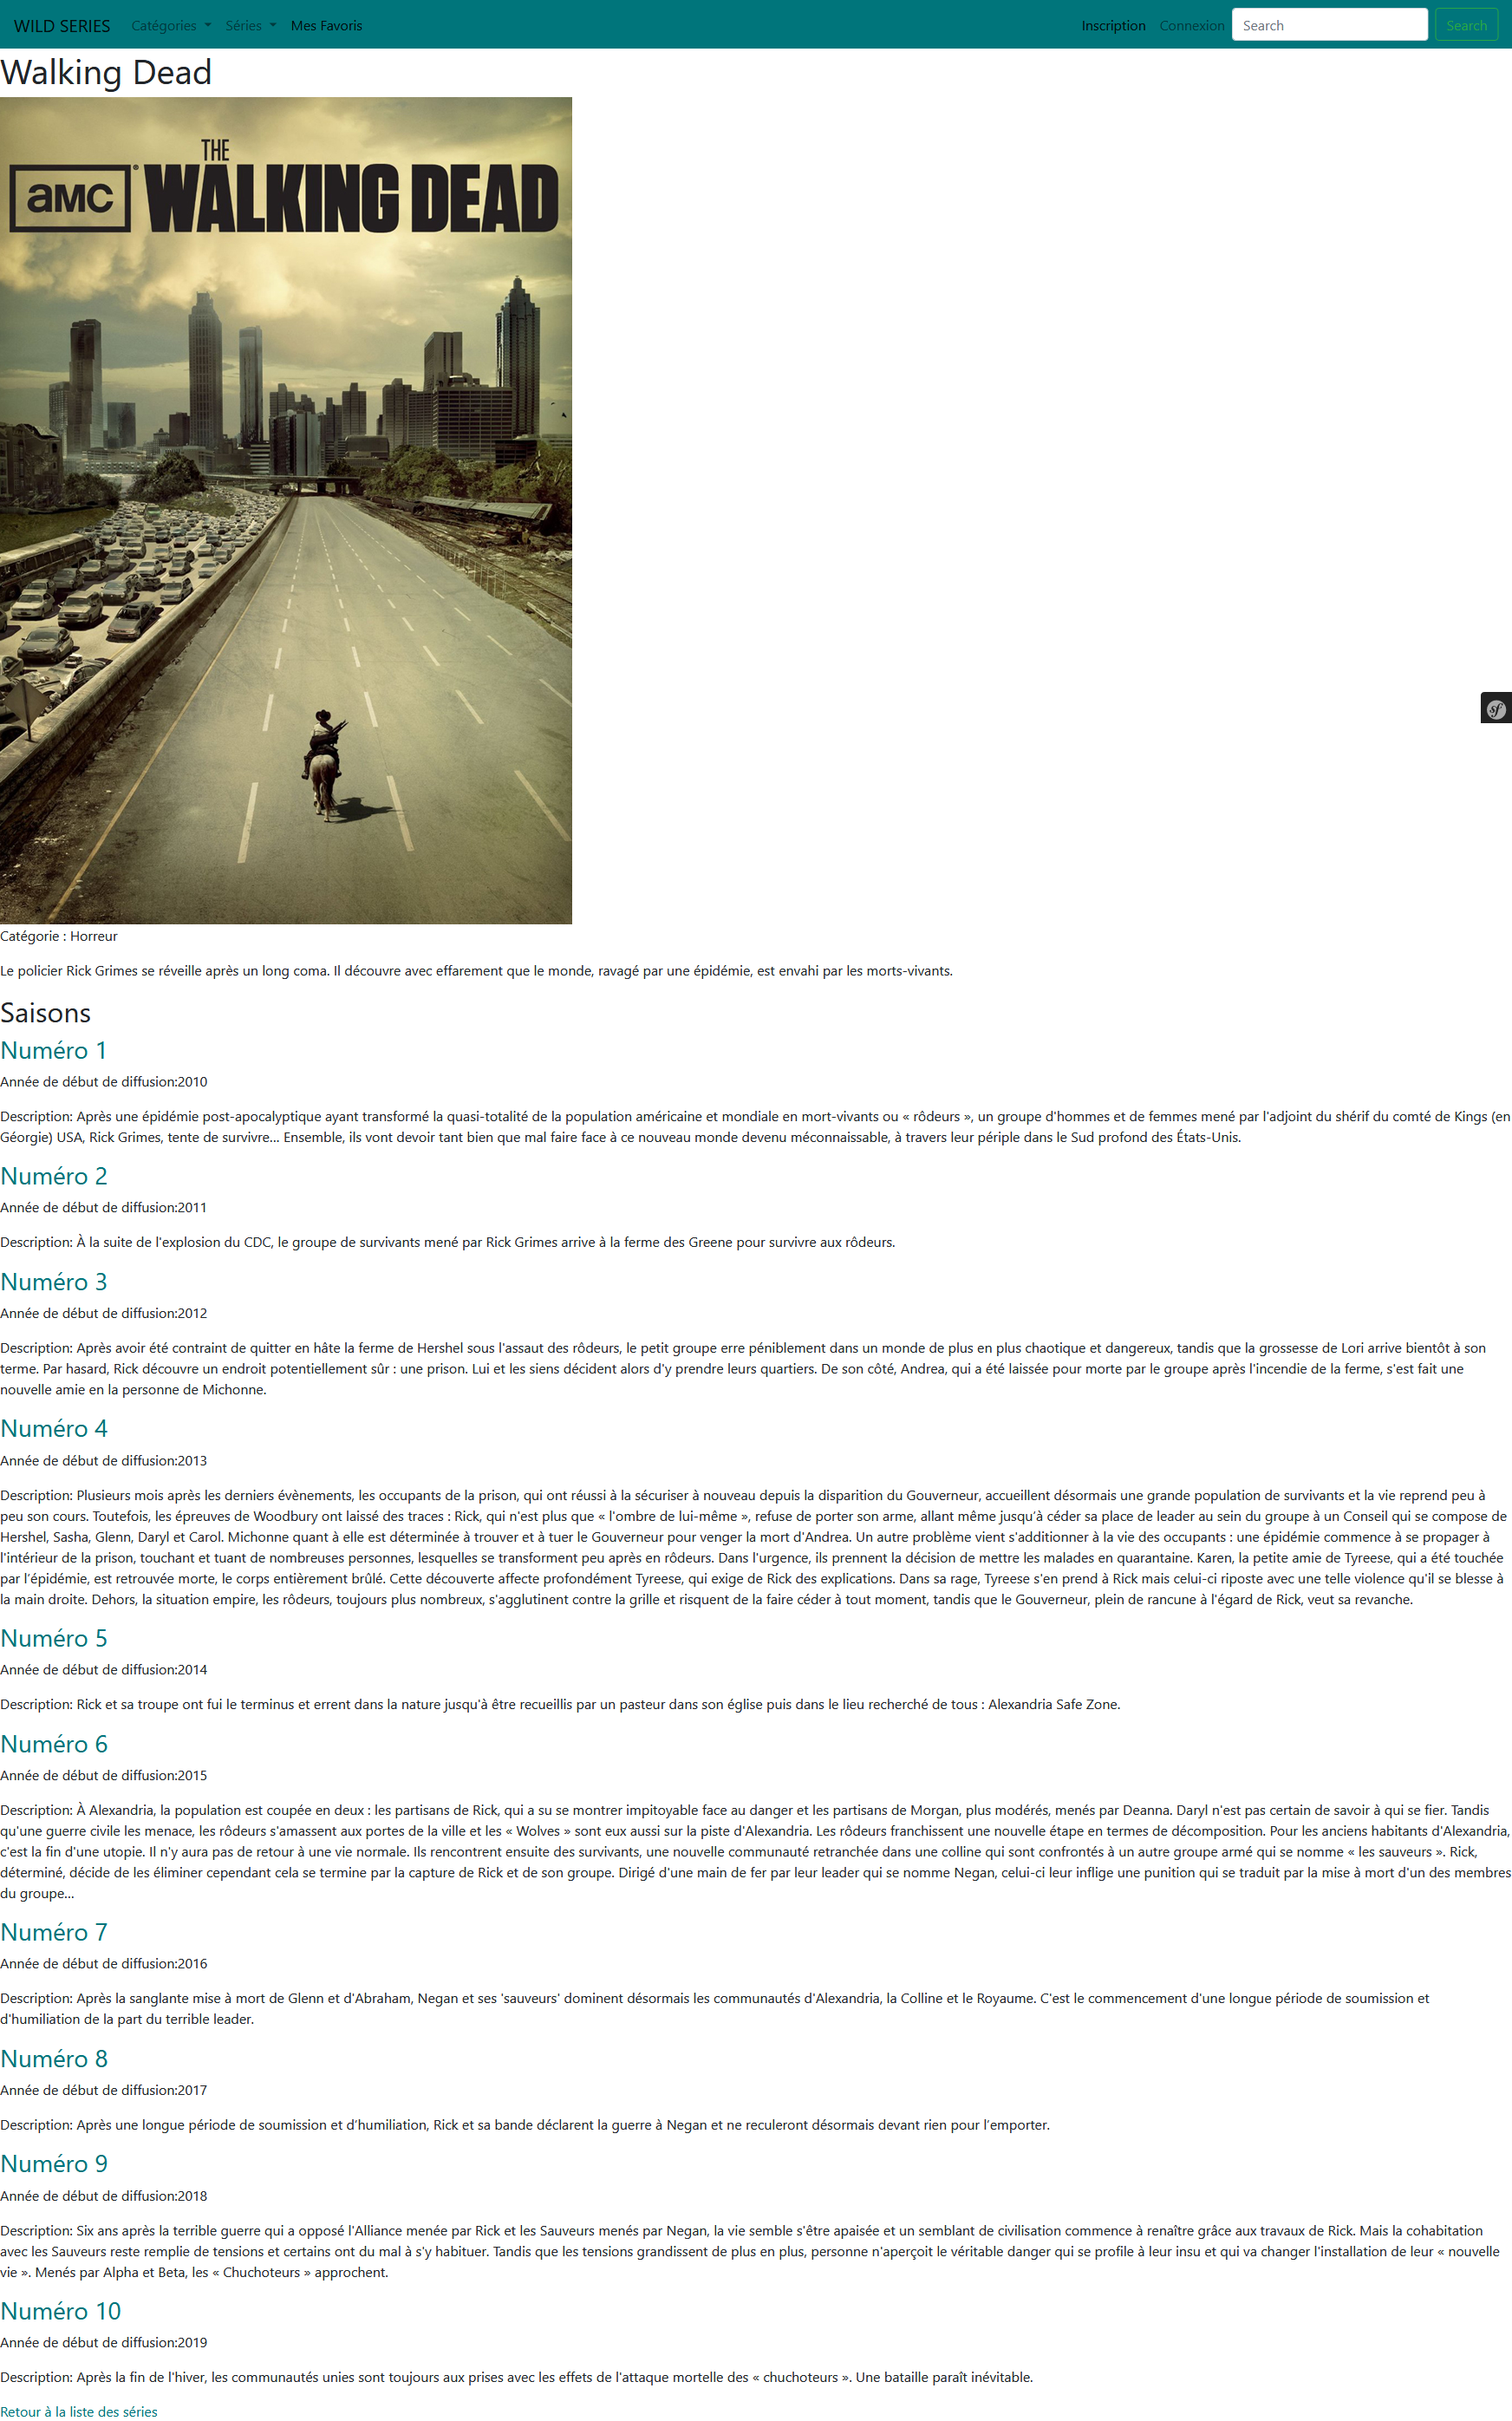 WILD SERIES Catégories Séries Mes Favoris Inscription Connexion Search Search
Walking Dead
THE
aMC WALKING DEAD
sf
Catégorie : Horreur
Le policier Rick Grimes se réveille après un long coma. Il découvre avec effarement que le monde, ravagé par une épidémie, est envahi par les morts-vivants.
Saisons
Numéro 1
Année de début de diffusion:2010
Description: Après une épidémie post-apocalyptique ayant transformé la quasi-totalité de la population américaine et mondiale en mort-vivants ou « rôdeurs », un groupe d'hommes et de femmes mené par l'adjoint du shérif du comté de Kings (en
Géorgie) USA, Rick Grimes, tente de survivre... Ensemble, ils vont devoir tant bien que mal faire face à ce nouveau monde devenu méconnaissable, à travers leur périple dans le Sud profond des États-Unis.
Numéro 2
Année de début de diffusion:2011
Description: À la suite de l'explosion du CDC, le groupe de survivants mené par Rick Grimes arrive à la ferme des Greene pour survivre aux rôdeurs.
Numéro 3
Année de début de diffusion:2012
Description: Après avoir été contraint de quitter en hâte la ferme de Hershel sous l'assaut des rôdeurs, le petit groupe erre péniblement dans un monde de plus en plus chaotique et dangereux, tandis que la grossesse de Lori arrive bientôt à son
terme. Par hasard, Rick découvre un endroit potentiellement sûr : une prison. Lui et les siens décident alors d'y prendre leurs quartiers. De son côté, Andrea, qui a été laissée pour morte par le groupe après l'incendie de la ferme, s'est fait une
nouvelle amie en la personne de Michonne.
Numéro 4
Année de début de diffusion:2013
Description: Plusieurs mois après les derniers évènements, les occupants de la prison, qui ont réussi à la sécuriser à nouveau depuis la disparition du Gouverneur, accueillent désormais une grande population de survivants et la vie reprend peu à
peu son cours. Toutefois, les épreuves de Woodbury ont laissé des traces : Rick, qui n'est plus que « l'ombre de lui-même », refuse de porter son arme, allant même jusqu'à céder sa place de leader au sein du groupe à un Conseil qui se compose de
Hershel, Sasha, Glenn, Daryl et Carol. Michonne quant à elle est déterminée à trouver et à tuer le Gouverneur pour venger la mort d'Andrea. Un autre problème vient s'additionner à la vie des occupants : une épidémie commence à se propager à
l'intérieur de la prison, touchant et tuant de nombreuses personnes, lesquelles se transforment peu après en rôdeurs. Dans l'urgence, ils prennent la décision de mettre les malades en quarantaine. Karen, la petite amie de Tyreese, qui a été touchée
par l'épidémie, est retrouvée morte, le corps entièrement brûlé. Cette découverte affecte profondément Tyreese, qui exige de Rick des explications. Dans sa rage, Tyreese s'en prend à Rick mais celui-ci riposte avec une telle violence qu'il se blesse à
la main droite. Dehors, la situation empire, les rôdeurs, toujours plus nombreux, s'agglutinent contre la grille et risquent de la faire céder à tout moment, tandis que le Gouverneur, plein de rancune à l'égard de Rick, veut sa revanche.
Numéro 5
Année de début de diffusion:2014
Description: Rick et sa troupe ont fui le terminus et errent dans la nature jusqu'à être recueillis par un pasteur dans son église puis dans le lieu recherché de tous : Alexandria Safe Zone.
Numéro 6
Année de début de diffusion:2015
Description: À Alexandria, la population est coupée en deux : les partisans de Rick, qui a su se montrer impitoyable face au danger et les partisans de Morgan, plus modérés, menés par Deanna. Daryl n'est pas certain de savoir à qui se fier. Tandis
qu'une guerre civile les menace, les rôdeurs s'amassent aux portes de la ville et les « Wolves » sont eux aussi sur la piste d'Alexandria. Les rôdeurs franchissent une nouvelle étape en termes de décomposition. Pour les anciens habitants d'Alexandria,
c'est la fin d'une utopie. Il n'y aura pas de retour à une vie normale. Ils rencontrent ensuite des survivants, une nouvelle communauté retranchée dans une colline qui sont confrontés à un autre groupe armé qui se nomme « les sauveurs ». Rick,
déterminé, décide de les éliminer cependant cela se termine par la capture de Rick et de son groupe. Dirigé d'une main de fer par leur leader qui se nomme Negan, celui-ci leur inflige une punition qui se traduit par la mise à mort d'un des membres
du groupe...
Numéro 7
Année de début de diffusion:2016
Description: Après la sanglante mise à mort de Glenn et d'Abraham, Negan et ses 'sauveurs' dominent désormais les communautés d'Alexandria, la Colline et le Royaume. C'est le commencement d'une longue période de soumission et
d'humiliation de la part du terrible leader.
Numéro 8
Année de début de diffusion:2017
Description: Après une longue période de soumission et d’humiliation, Rick et sa bande déclarent la guerre à Negan et ne reculeront désormais devant rien pour l’emporter.
Numéro 9
Année de début de diffusion:2018
Description: Six ans après la terrible guerre qui a opposé l'Alliance menée par Rick et les Sauveurs menés par Negan, la vie semble s'être apaisée et un semblant de civilisation commence à renaître grâce aux travaux de Rick. Mais la cohabitation
avec les Sauveurs reste remplie de tensions et certains ont du mal à s'y habituer. Tandis que les tensions grandissent de plus en plus, personne n'aperçoit le véritable danger qui se profile à leur insu et qui va changer l'installation de leur « nouvelle
vie ». Menés par Alpha et Beta, les « Chuchoteurs » approchent.
Numéro 10
Année de début de diffusion:2019
Description: Après la fin de l'hiver, les communautés unies sont toujours aux prises avec les effets de l'attaque mortelle des « chuchoteurs ». Une bataille paraît inévitable.
Retour à la liste des séries